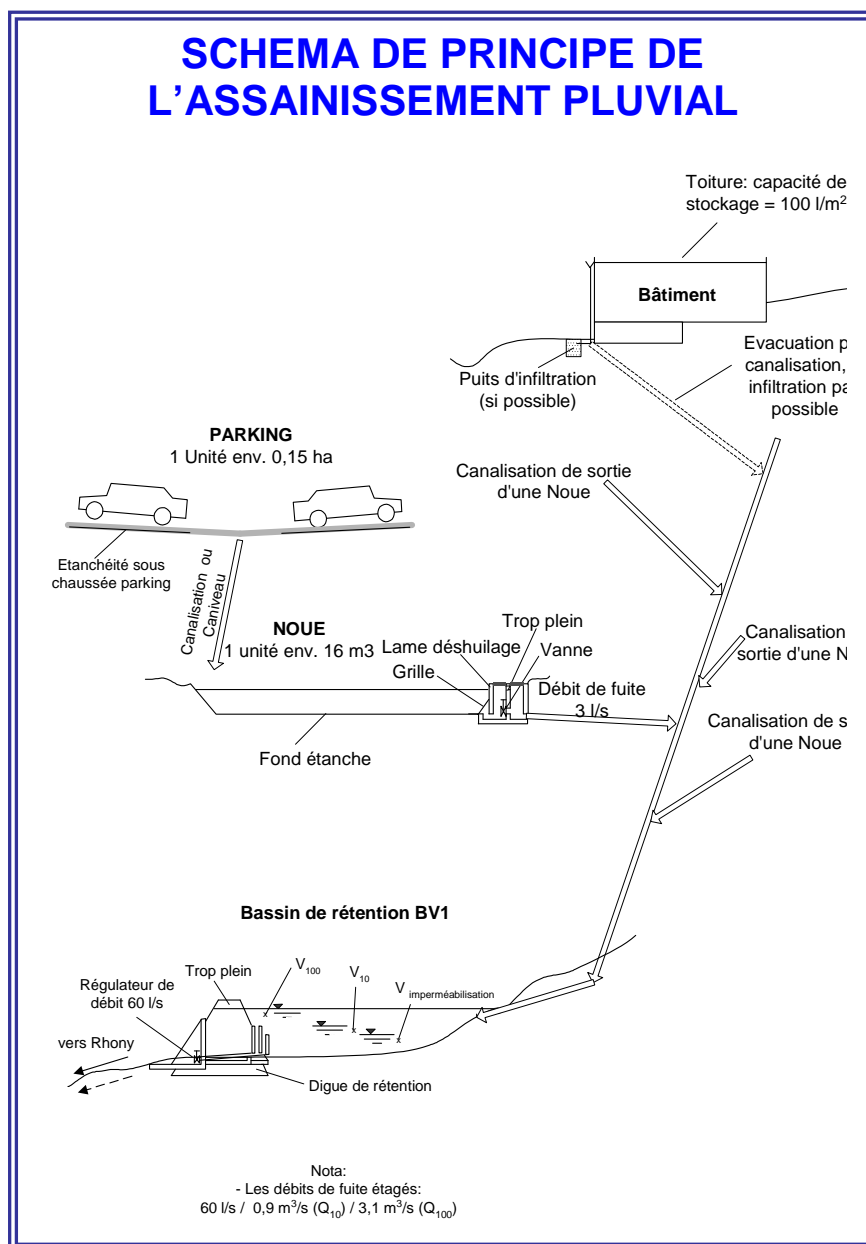 SCHEMA DE PRINCIPE DE
L'ASSAINISSEMENT PLUVIAL
Toiture: capacité de
stockage = 100 l/m²
Bâtiment
Evacuation p
canalisation,
infiltration pa
possible
Puits d'infiltration
(si possible)
PARKING
1 Unité env. 0,15 ha
Canalisation de sortie
d'une Noue
Etanchéité sous
chaussée parking
Canalisation ou
Caniveau
NOUE
1 unité env. 16 m3
Trop plein
Lame déshuilage
Vanne
Grille
Débit de fuite
3 l/s
Canalisation
sortie d'une N
Canalisation de s
d'une Noue
Fond étanche
Bassin de rétention BV1
Trop plein
V100
V10
V imperméabilisation
Régulateur de
débit 60 l/s
vers Rhony
Digue de rétention
Nota:
- Les débits de fuite étagés:
60 l/s / 0,9 m³/s (Q10) / 3,1 m³/s (Q100)